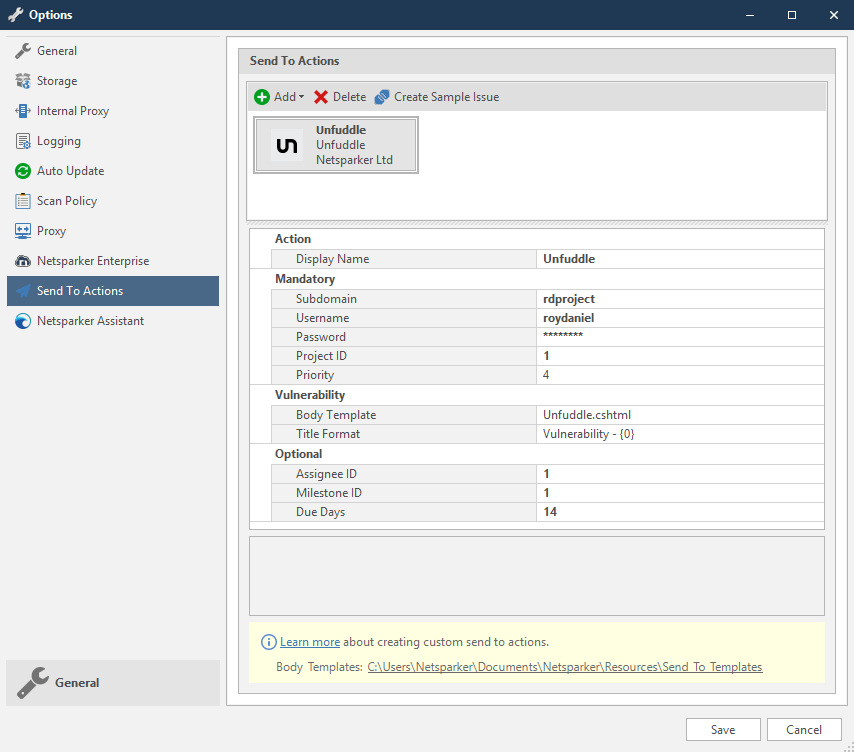 Options
General
Storage
Internal Proxy
Logging
Auto Update
Scan Policy
Proxy
Netsparker Enterprise
Send To Actions
Netsparker Assistant
General
Send To Actions
Add Delete Create Sample Issue
un
Unfuddle
Unfuddle
Netsparker Ltd
Action
Display Name Unfuddle
Mandatory
Subdomain rdproject
Username roydaniel
Password ********
Project ID 1
Priority 4
Vulnerability
Body Template Unfuddle.cshtml
Title Format Vulnerability - {0}
Optional
Assignee ID 1
Milestone ID 1
Due Days 14
Learn more about creating custom send to actions.
Body Templates: C:\Users\Netsparker\Documents\Netsparker\Resources\Send To Templates
Save Cancel